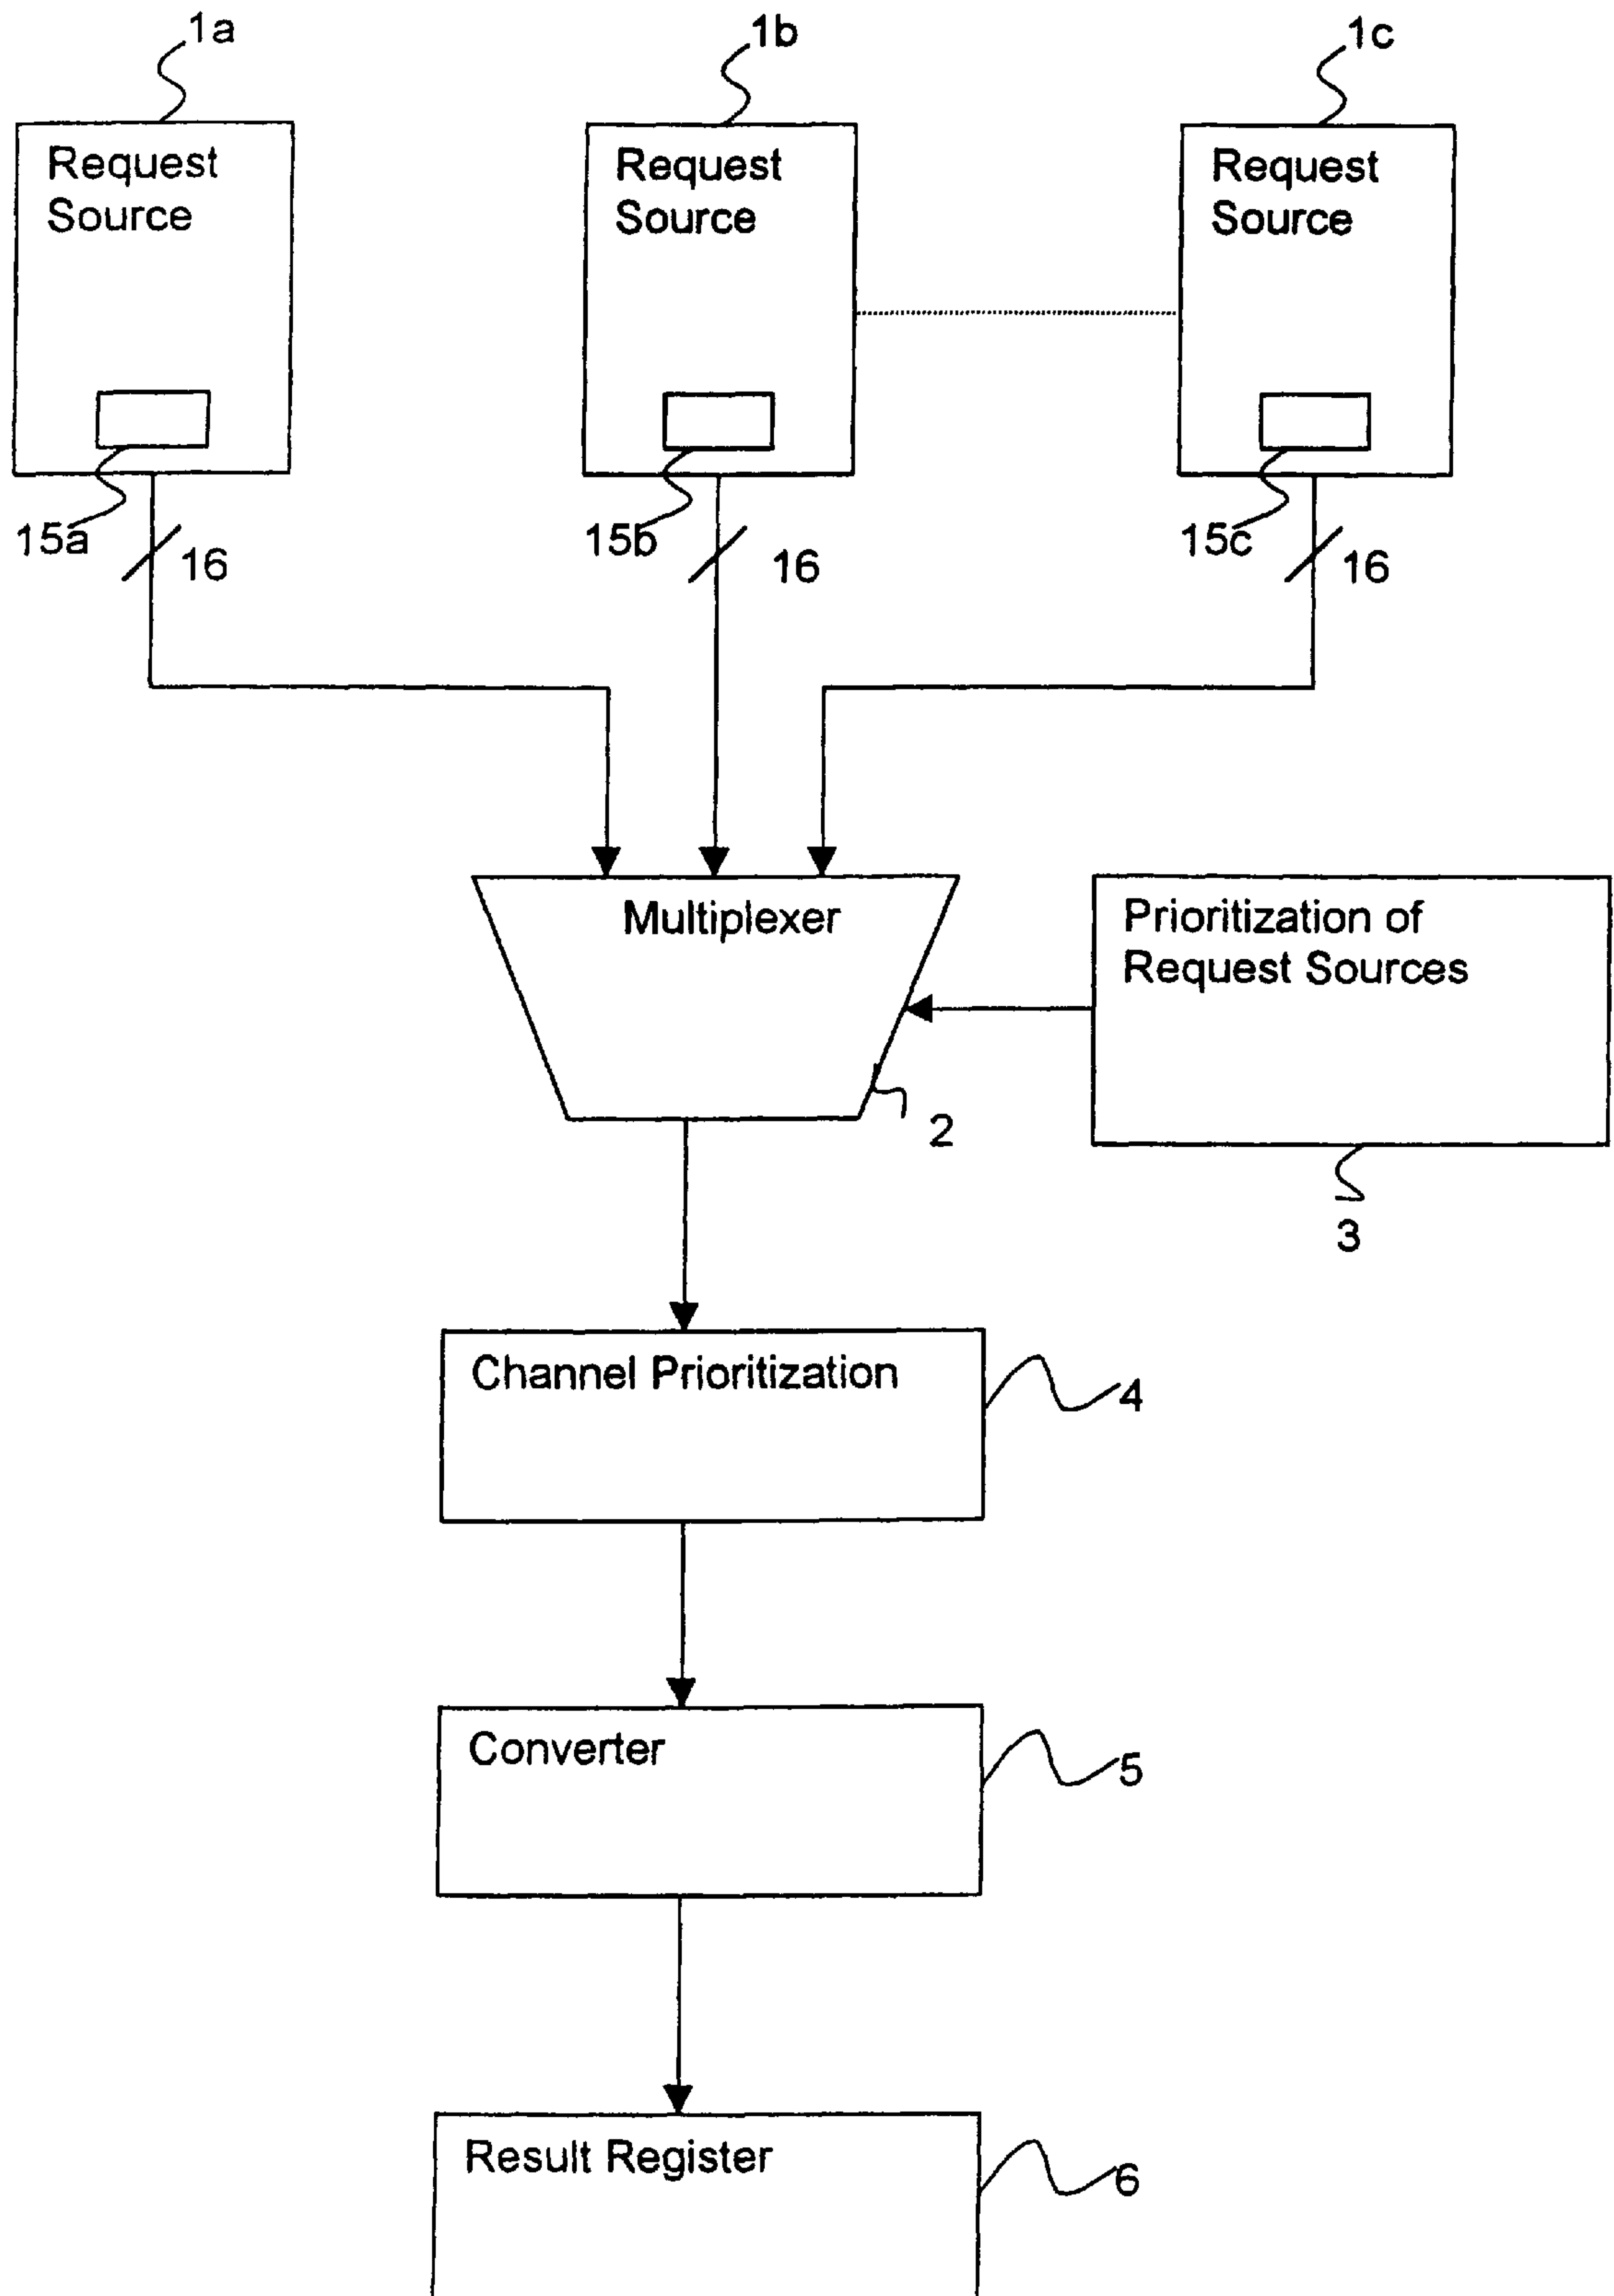 1a
1b
1c
Request
Source
Request
Source
Request
Source
15a
16
15b
16
15c
16
Multiplexer
Prioritization of
Request Sources
2
3
Channel Prioritization
4
Converter
5
Result Register
6